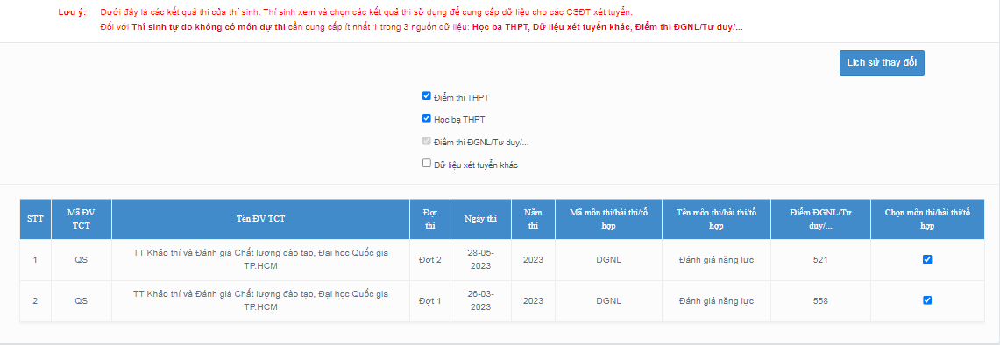 Lưu ý: Dưới đây là các kết quả thi của thí sinh. Thí sinh xem và chọn các kết quả thi sử dụng để cung cấp dữ liệu cho các CSĐT xét tuyển.
Đối với Thí sinh tự do không có môn dự thi cần cung cấp ít nhất 1 trong 3 nguồn dữ liệu: Học bạ THPT, Dữ liệu xét tuyển khác, Điểm thi ĐGNL/Tư duy/...
Lịch sử thay đổi
Điểm thi THPT
Học bạ THPT
Điểm thi ĐGNL/Tư duy/...
Dữ liệu xét tuyển khác
STT Mã ĐV TCT Tên ĐV TCT Đợt thi Ngày thi Năm thi Mã môn thi/bài thi/tổ hợp Tên môn thi/bài thi/tổ hợp Điểm ĐGNL/Tư duy/... Chọn môn thi/bài thi/tổ hợp
1 QS TT Khảo thí và Đánh giá Chất lượng đào tạo, Đại học Quốc gia TP.HCM Đợt 2 28-05-2023 2023 DGNL Đánh giá năng lực 521
2 QS TT Khảo thí và Đánh giá Chất lượng đào tạo, Đại học Quốc gia TP.HCM Đợt 1 26-03-2023 2023 DGNL Đánh giá năng lực 558